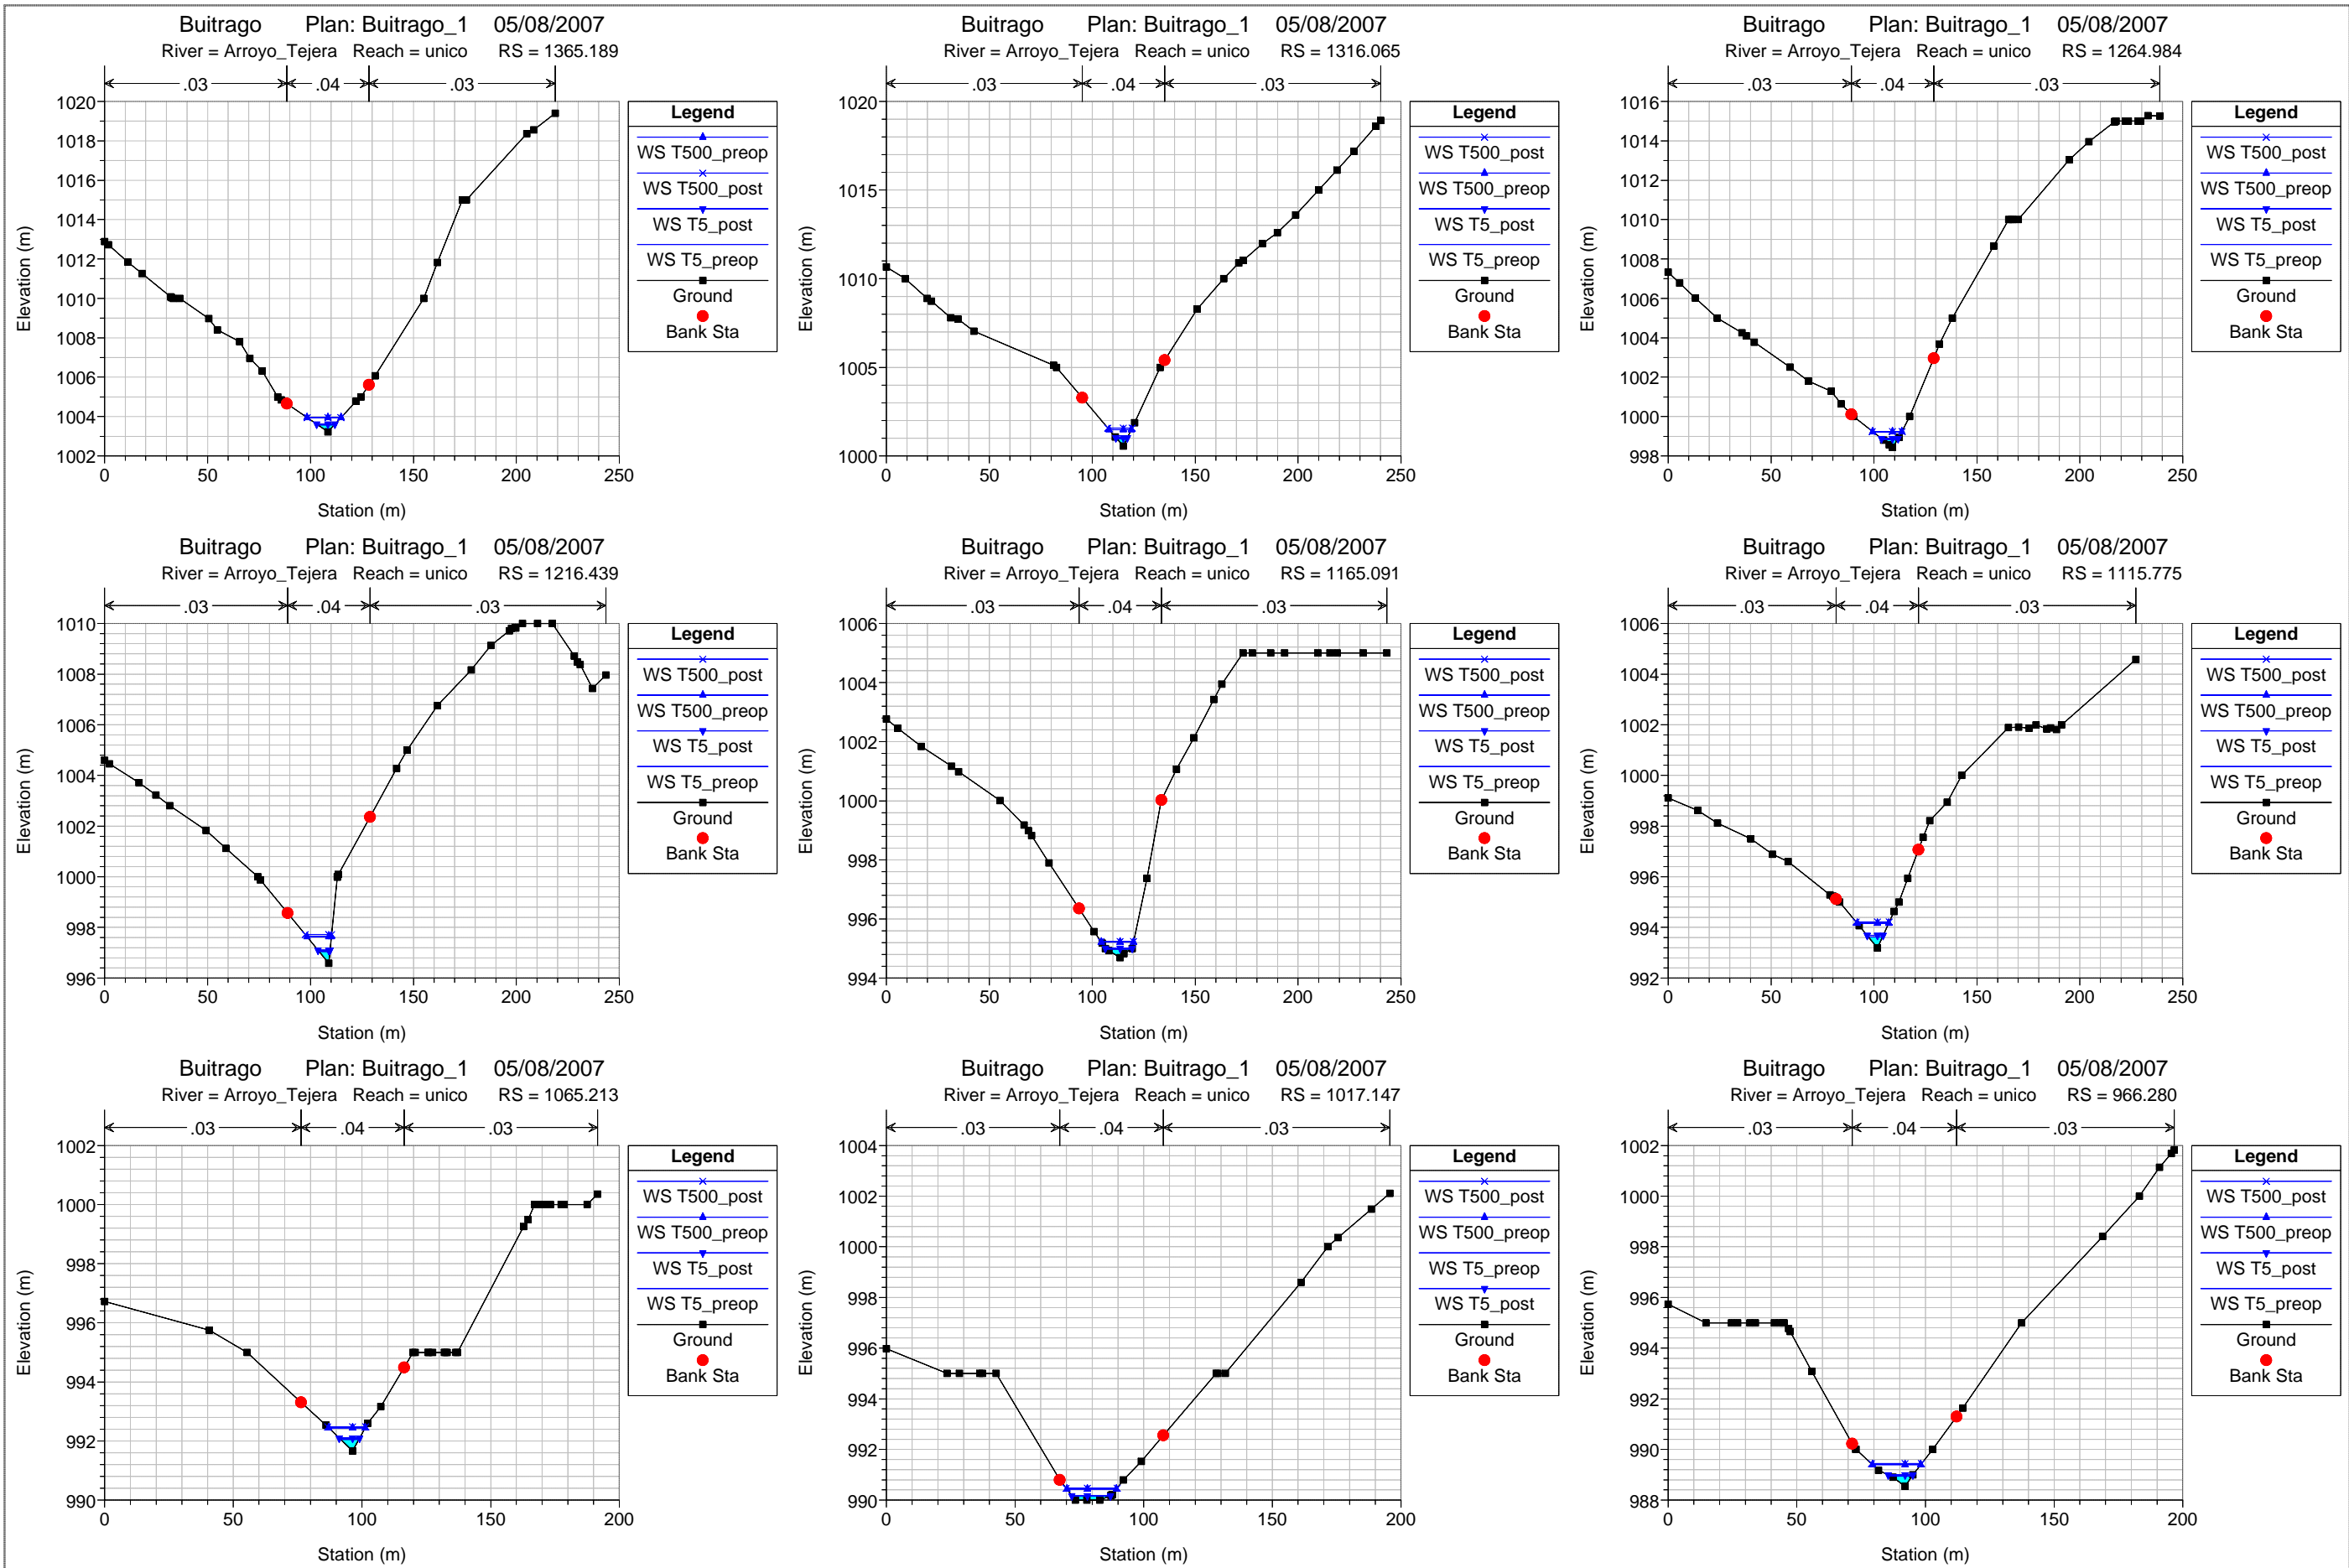 Buitrago Plan: Buitrago_1 05/08/2007
River = Arroyo_Tejera Reach = unico RS = 1365.189
.03 .04 .03
1020
1018
1016
1014
1012
1010
1008
1006
1004
1002
Elevation (m)
0 50 100 150 200 250
Station (m)
Legend
WS T500_preop
WS T500_post
WS T5_post
WS T5_preop
Ground
Bank Sta
Buitrago Plan: Buitrago_1 05/08/2007
River = Arroyo_Tejera Reach = unico RS = 1316.065
.03 .04 .03
1020
1015
1010
1005
1000
Elevation (m)
0 50 100 150 200 250
Station (m)
Legend
WS T500_post
WS T500_preop
WS T5_post
WS T5_preop
Ground
Bank Sta
Buitrago Plan: Buitrago_1 05/08/2007
River = Arroyo_Tejera Reach = unico RS = 1264.984
.03 .04 .03
1016
1014
1012
1010
1008
1006
1004
1002
1000
998
Elevation (m)
0 50 100 150 200 250
Station (m)
Legend
WS T500_post
WS T500_preop
WS T5_post
WS T5_preop
Ground
Bank Sta
Buitrago Plan: Buitrago_1 05/08/2007
River = Arroyo_Tejera Reach = unico RS = 1216.439
.03 .04 .03
1010
1008
1006
1004
1002
1000
998
996
Elevation (m)
0 50 100 150 200 250
Station (m)
Legend
WS T500_post
WS T500_preop
WS T5_post
WS T5_preop
Ground
Bank Sta
Buitrago Plan: Buitrago_1 05/08/2007
River = Arroyo_Tejera Reach = unico RS = 1165.091
.03 .04 .03
1006
1004
1002
1000
998
996
994
Elevation (m)
0 50 100 150 200 250
Station (m)
Legend
WS T500_post
WS T500_preop
WS T5_post
WS T5_preop
Ground
Bank Sta
Buitrago Plan: Buitrago_1 05/08/2007
River = Arroyo_Tejera Reach = unico RS = 1115.775
.03 .04 .03
1006
1004
1002
1000
998
996
994
992
Elevation (m)
0 50 100 150 200 250
Station (m)
Legend
WS T500_post
WS T500_preop
WS T5_post
WS T5_preop
Ground
Bank Sta
Buitrago Plan: Buitrago_1 05/08/2007
River = Arroyo_Tejera Reach = unico RS = 1065.213
.03 .04 .03
1002
1000
998
996
994
992
990
Elevation (m)
0 50 100 150 200
Station (m)
Legend
WS T500_post
WS T500_preop
WS T5_post
WS T5_preop
Ground
Bank Sta
Buitrago Plan: Buitrago_1 05/08/2007
River = Arroyo_Tejera Reach = unico RS = 1017.147
.03 .04 .03
1004
1002
1000
998
996
994
992
990
Elevation (m)
0 50 100 150 200
Station (m)
Legend
WS T500_post
WS T500_preop
WS T5_preop
WS T5_post
Ground
Bank Sta
Buitrago Plan: Buitrago_1 05/08/2007
River = Arroyo_Tejera Reach = unico RS = 966.280
.03 .04 .03
1002
1000
998
996
994
992
990
988
Elevation (m)
0 50 100 150 200
Station (m)
Legend
WS T500_post
WS T500_preop
WS T5_post
WS T5_preop
Ground
Bank Sta